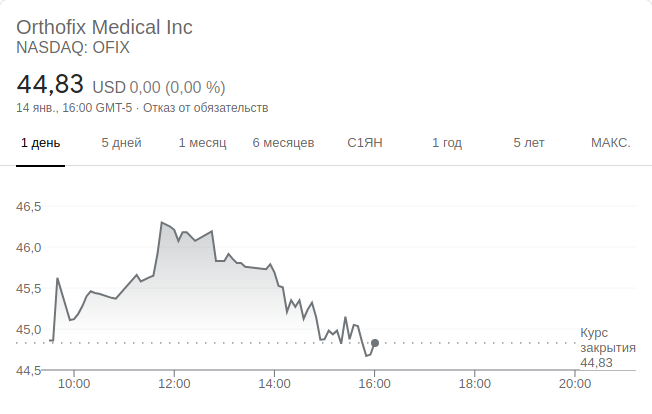 Orthofix Medical Inc
NASDAQ: OFIX
44,83 USD 0,00 (0,00 %)
14 янв., 16:00 GMT-5 · Отказ от обязательств
1 день 5 дней 1 месяц 6 месяцев С1ЯН 1 год 5 лет МАКС.
46,5
46,0
45,5
45,0
44,5
Курс
закрытия
44,83
10:00 12:00 14:00 16:00 18:00 20:00